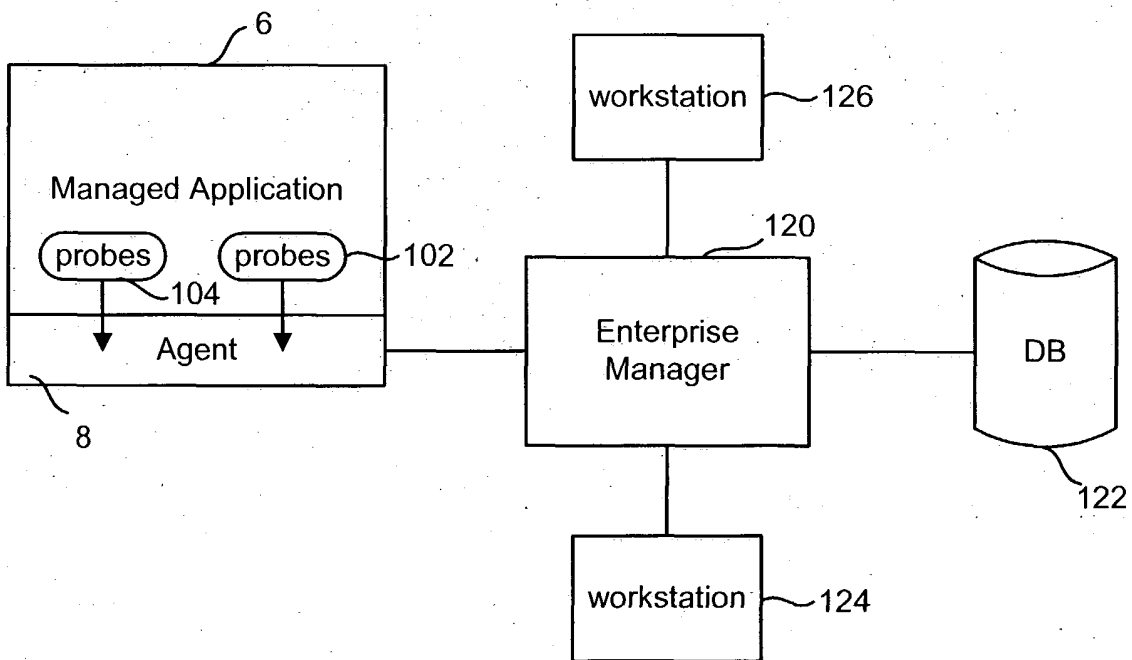 6
workstation
126
Managed Application
probes
probes
102
104
120
Agent
Enterprise
Manager
DB
8
122
workstation
124